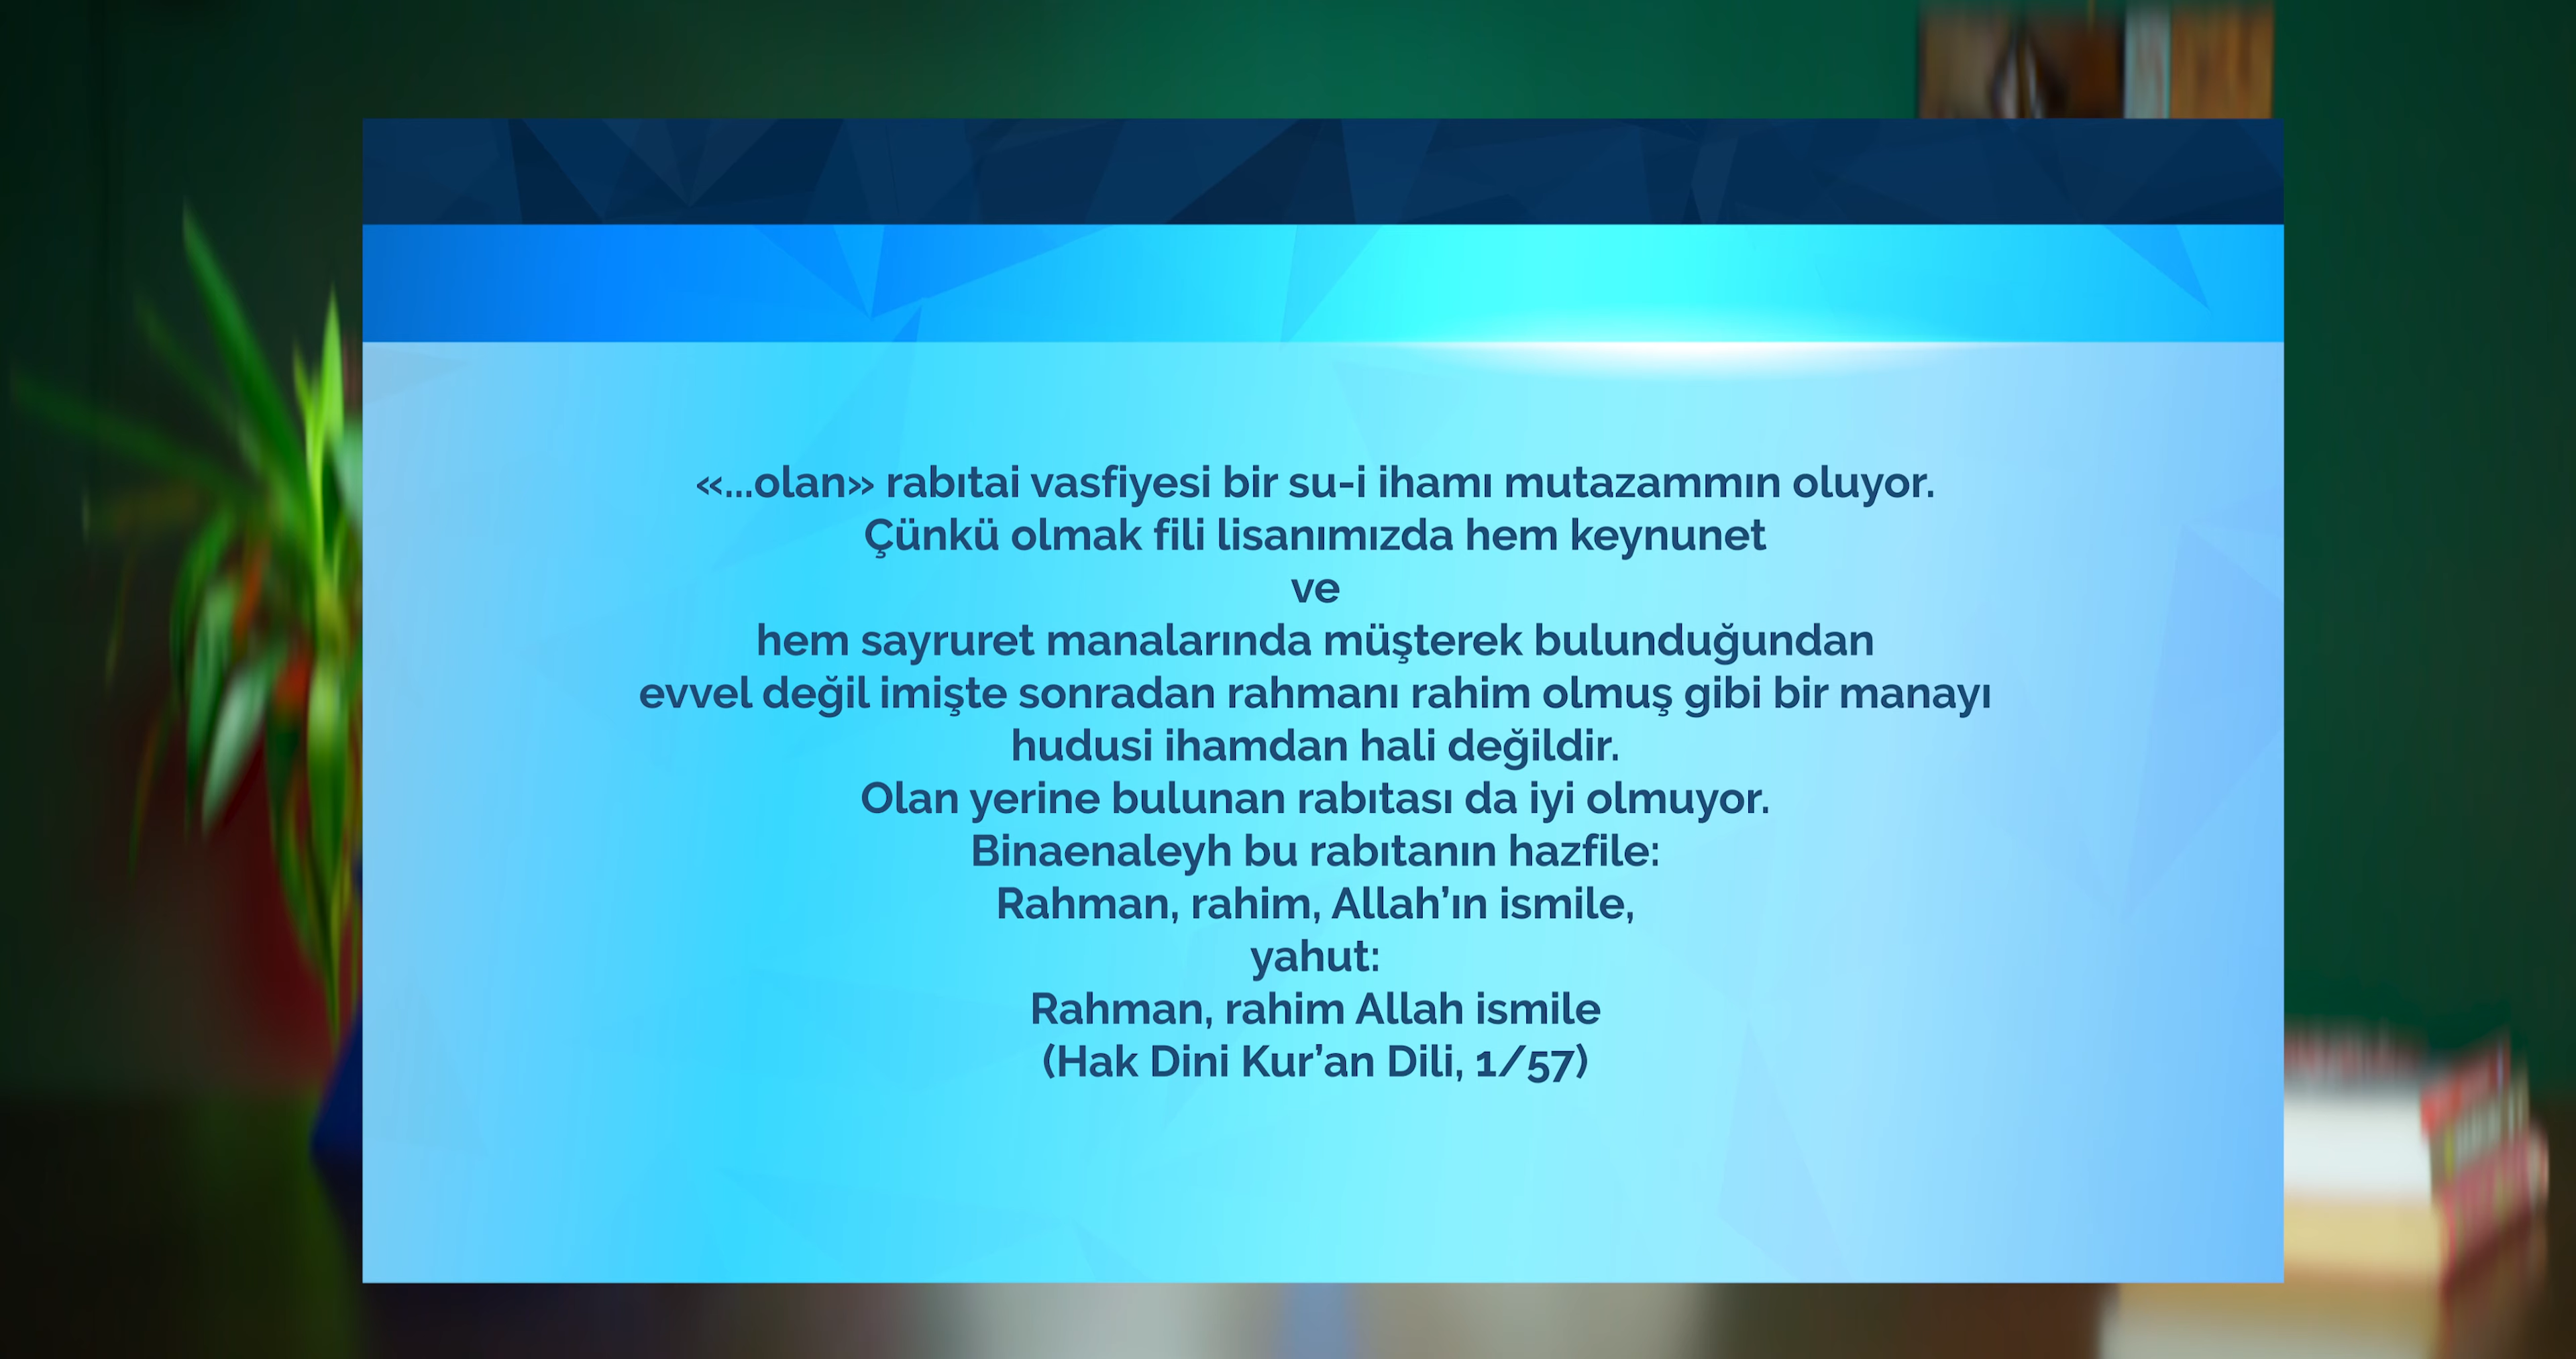 «...olan» rabıtai vasfiyesi bir su-i ihamı mutazammın oluyor.
Çünkü olmak fili lisanımızda hem keynunet
ve
hem sayruret manalarında müşterek bulunduğundan
evvel değil imişte sonradan rahmanı rahim olmuş gibi bir manayı
hudusi ihamdan hali değildir.
Olan yerine bulunan rabıtası da iyi olmuyor.
Binaenaleyh bu rabıtanın hazfile:
Rahman, rahim, Allah’ın ismile,
yahut:
Rahman, rahim Allah ismile
(Hak Dini Kur’an Dili, 1/57)